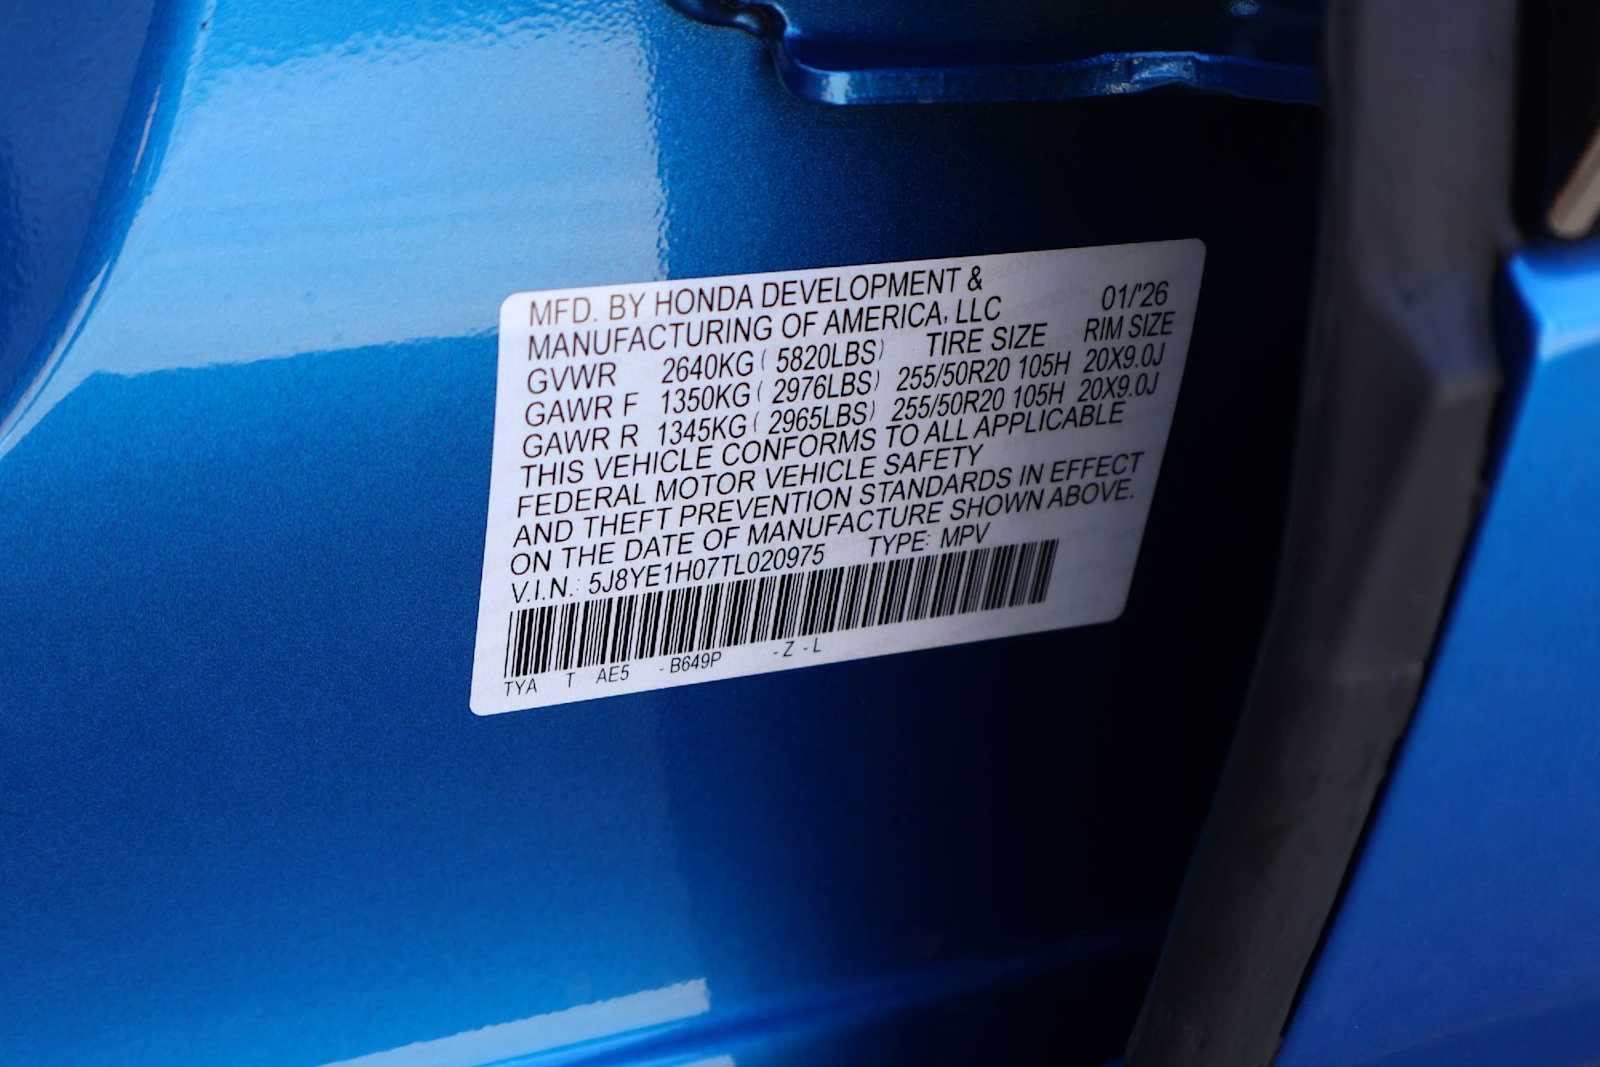 MFD. BY HONDA DEVELOPMENT &
MANUFACTURING OF AMERICA, LLC 01/'26
GVWR 2640KG ( 5820LBS) TIRE SIZE RIM SIZE
GAWR F 1350KG ( 2976LBS) 255/50R20 105H 20X9.0J
GAWR R 1345KG ( 2965LBS) 255/50R20 105H 20X9.0J
THIS VEHICLE CONFORMS TO ALL APPLICABLE
FEDERAL MOTOR VEHICLE SAFETY
AND THEFT PREVENTION STANDARDS IN EFFECT
ON THE DATE OF MANUFACTURE SHOWN ABOVE.
V.I.N.: 5J8YE1H07TL020975 TYPE: MPV
TYA T AE5 - B649P - Z - L